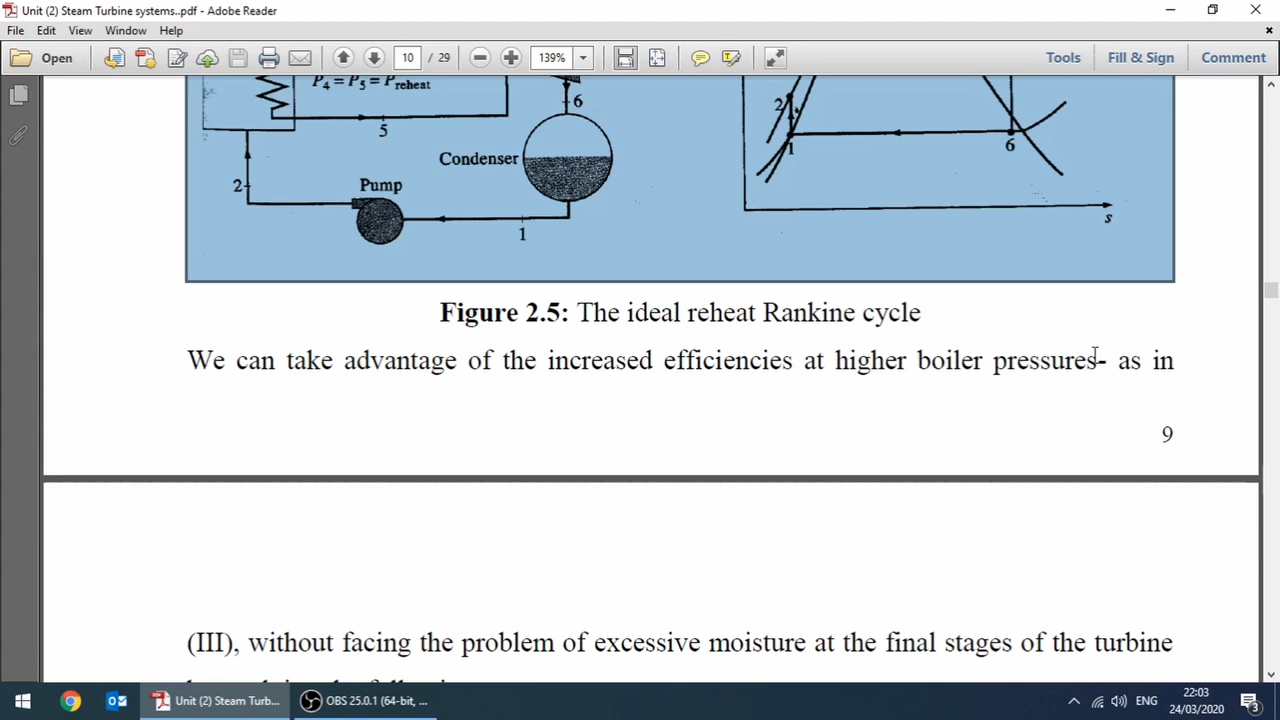 Unit (2) Steam Turbine systems..pdf - Adobe Reader
File Edit View Window Help
Open 10 / 29 139% Tools Fill & Sign Comment
P4 = P5 = Preheat
6
5
2
Condenser
Pump
2
1
1
6
s
Figure 2.5: The ideal reheat Rankine cycle
We can take advantage of the increased efficiencies at higher boiler pressures- as in
9
(III), without facing the problem of excessive moisture at the final stages of the turbine
Unit (2) Steam Turb... OBS 25.0.1 (64-bit, ... ENG 22:03
24/03/2020
3